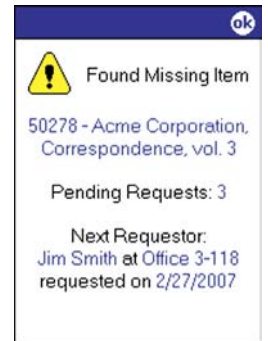 ok
Found Missing Item
50278 - Acme Corporation,
Correspondence, vol. 3
Pending Requests: 3
Next Requestor:
Jim Smith at Office 3-118
requested on 2/27/2007